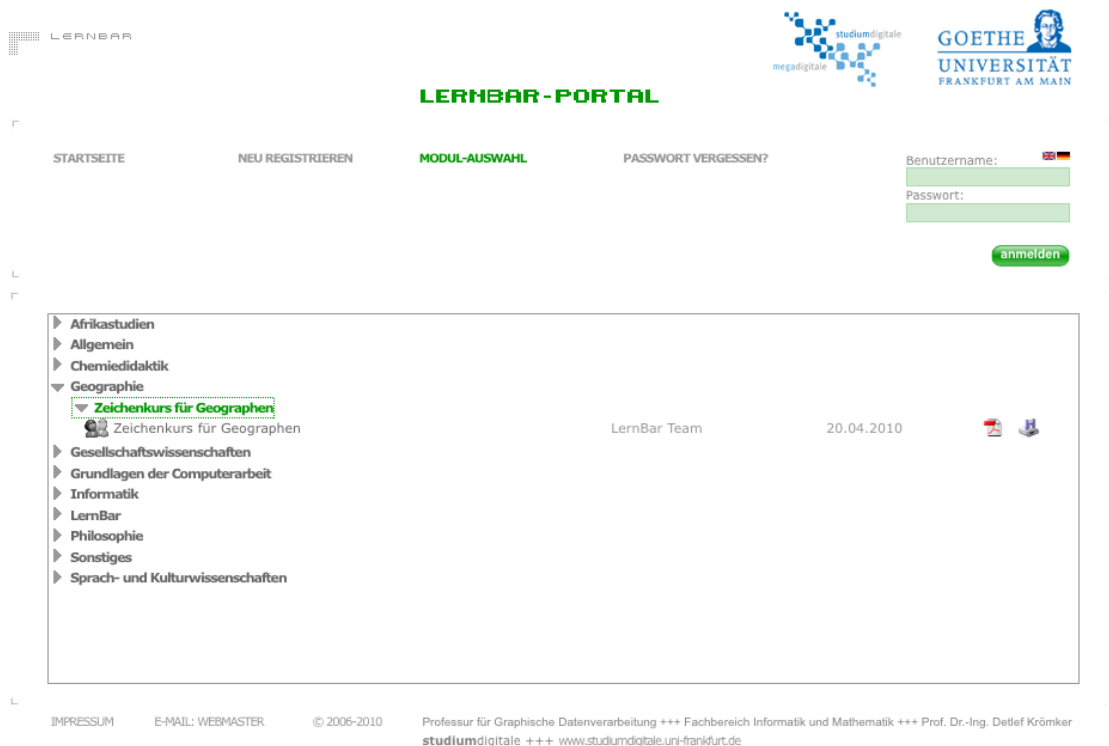 LERNBAR
studiumdigitale
megadigitale
GOETHE
UNIVERSITÄT
FRANKFURT AM MAIN
LERNBAR-PORTAL
STARTSEITE NEU REGISTRIEREN MODUL-AUSWAHL PASSWORT VERGESSEN?
Benutzername:
Passwort:
anmelden
Afrikastudien
Allgemein
Chemiedidaktik
Geographie
Zeichenkurs für Geographen
Zeichenkurs für Geographen LernBar Team 20.04.2010
Gesellschaftswissenschaften
Grundlagen der Computerarbeit
Informatik
LernBar
Philosophie
Sonstiges
Sprach- und Kulturwissenschaften
IMPRESSUM E-MAIL: WEBMASTER © 2006-2010 Professur für Graphische Datenverarbeitung +++ Fachbereich Informatik und Mathematik +++ Prof. Dr.-Ing. Detlef Krömker
studiumdigitale +++ www.studiumdigitale.uni-frankfurt.de